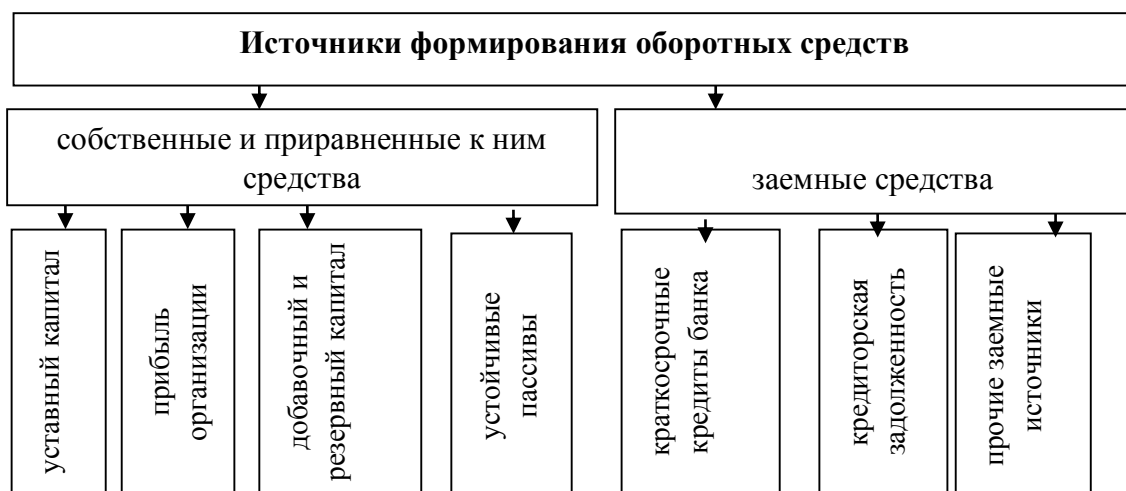 Источники формирования оборотных средств
собственные и приравненные к ним
средства
заемные средства
уставный капитал
прибыль
организации
добавочный и
резервный капитал
устойчивые
пассивы
краткосрочные
кредиты банка
кредиторская
задолженность
прочие заемные
источники